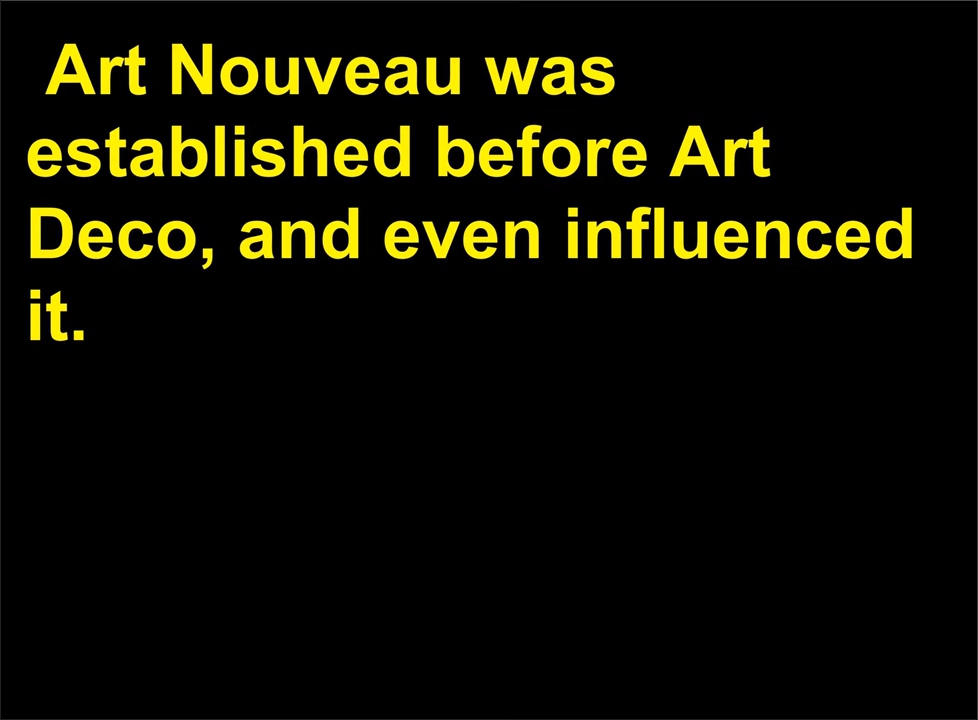 Art Nouveau was
established before Art
Deco, and even influenced
it.